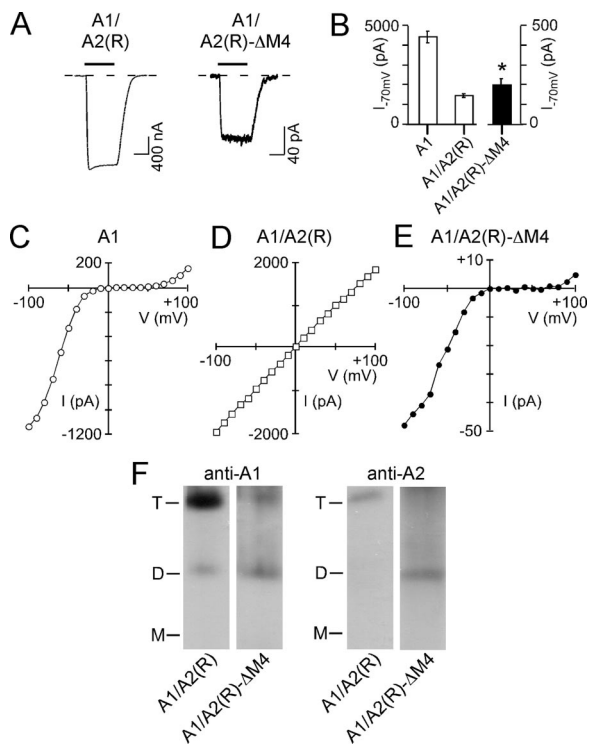 A
A1/
A2(R)
A1/
A2(R)-ΔM4
400 nA
40 pA
B
5000
0
I-70mV (pA)
500
0
I-70mV (pA)
*
A1
A1/A2(R)
A1/A2(R)-ΔM4
C
A1
200
-100
+100
V (mV)
I (pA)
-1200
D
A1/A2(R)
2000
-100
+100
V (mV)
I (pA)
-2000
E
A1/A2(R)-ΔM4
+10
-100
+100
V (mV)
I (pA)
-50
F
anti-A1
anti-A2
T
D
M
T
D
M
A1/A2(R)
A1/A2(R)-ΔM4
A1/A2(R)
A1/A2(R)-ΔM4